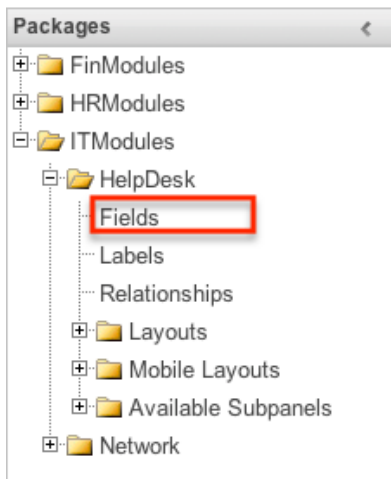 Packages
FinModules
HRModules
ITModules
HelpDesk
Fields
Labels
Relationships
Layouts
Mobile Layouts
Available Subpanels
Network